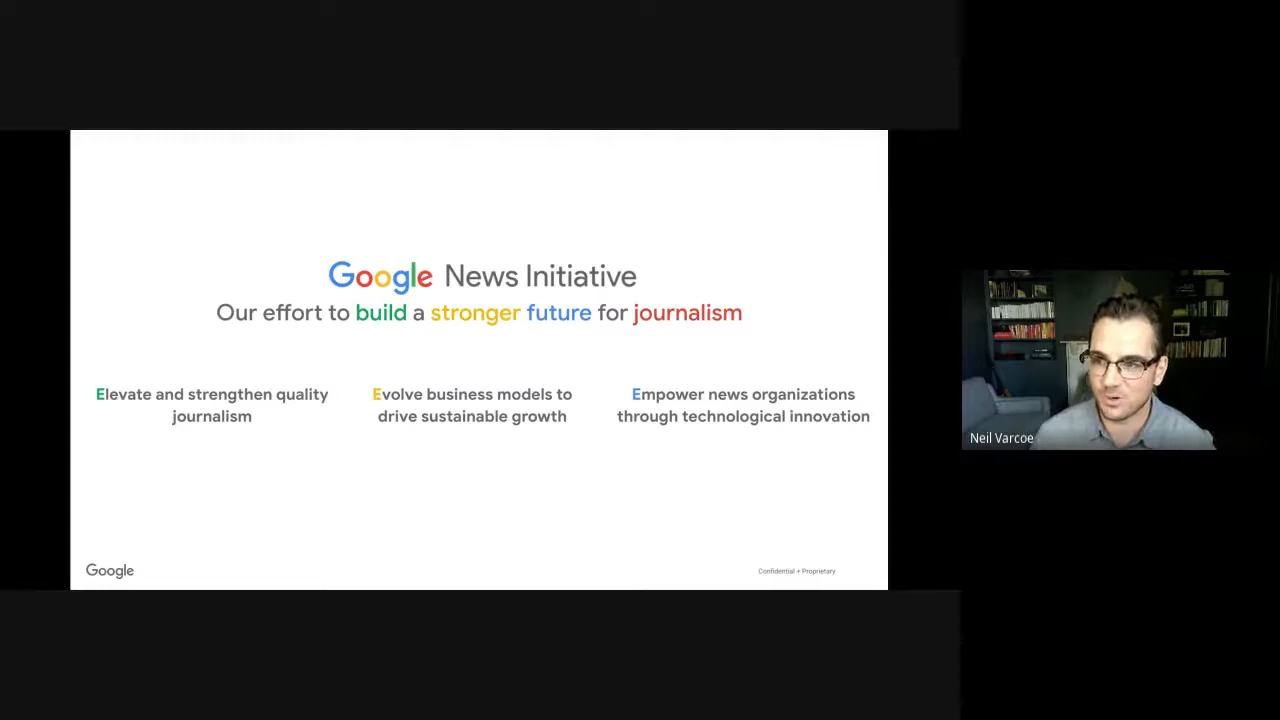 Google News Initiative
Our effort to build a stronger future for journalism
Elevate and strengthen quality
journalism
Evolve business models to
drive sustainable growth
Empower news organizations
through technological innovation
Google
Confidential + Proprietary
Neil Varcoe